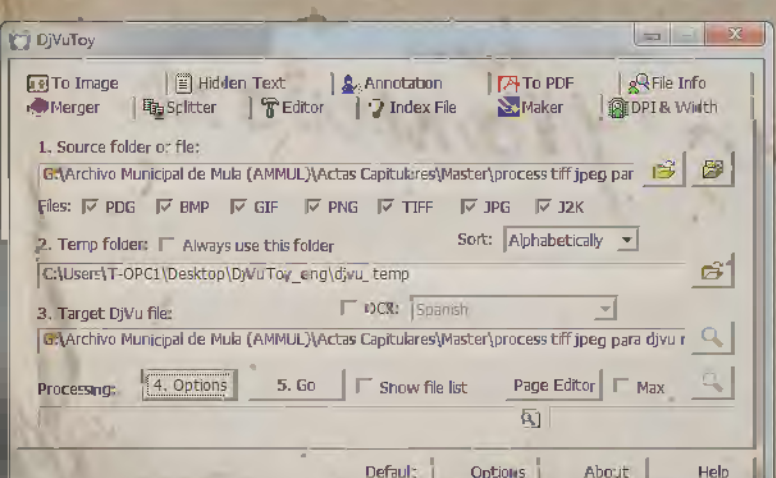 DjVuToy
To Image Hidden Text Annotation To PDF File Info
Merger Splitter Editor Index File Maker DPI & Width
1. Source folder or file:
G:\Archivo Municipal de Mula (AMMUL)\Actas Capitulares\Master\process tiff jpeg par
Files: PDG BMP GIF PNG TIFF JPG J2K
2. Temp folder: Always use this folder Sort: Alphabetically
C:\Users\T-OPC1\Desktop\DjVuToy_eng\djvu_temp
3. Target DjVu file: OCR: Spanish
G:\Archivo Municipal de Mula (AMMUL)\Actas Capitulares\Master\process tiff jpeg para djvu r
Processing: 4. Options 5. Go Show file list Page Editor Max
Default Options About Help